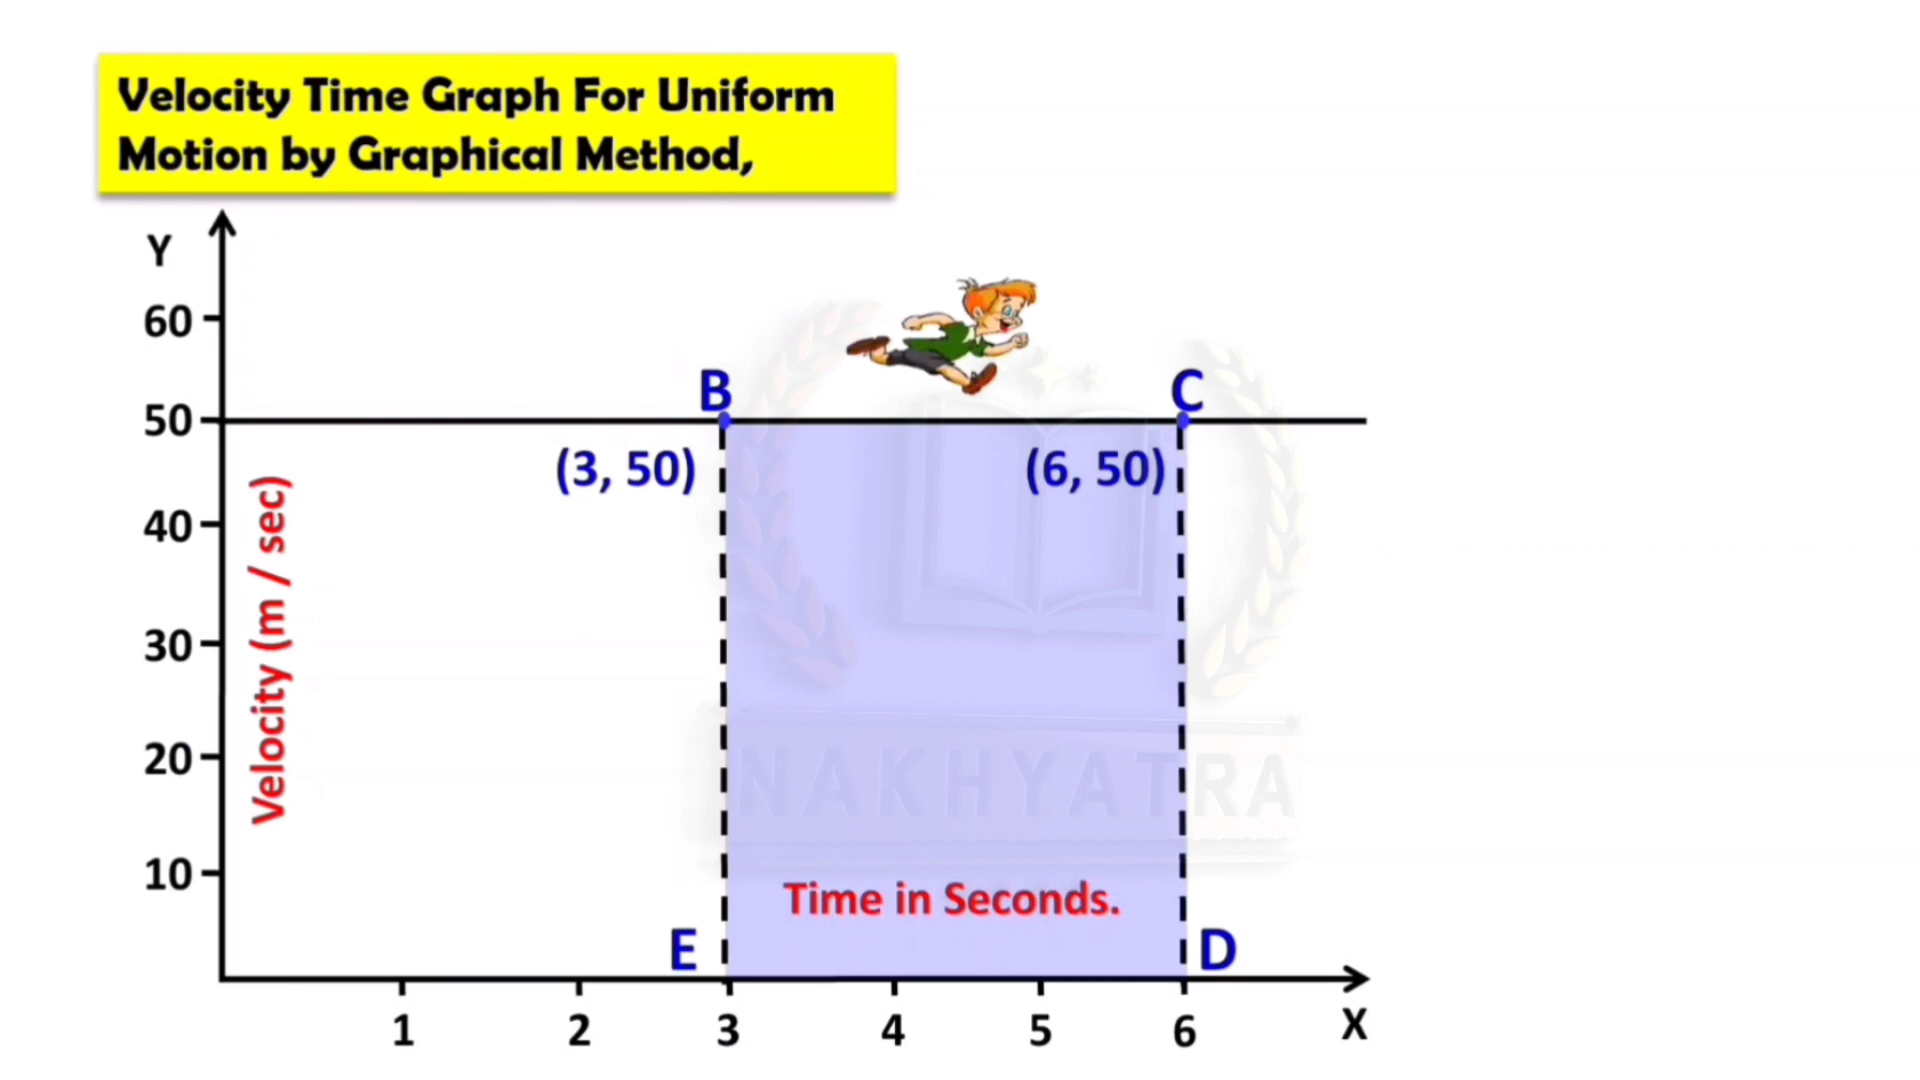 Velocity Time Graph For Uniform
Motion by Graphical Method,
Y
60
50
40
30
20
10
Velocity (m / sec)
B
C
(3, 50)
(6, 50)
NAKHYATRA
Time in Seconds.
E
D
1
2
3
4
5
6
X